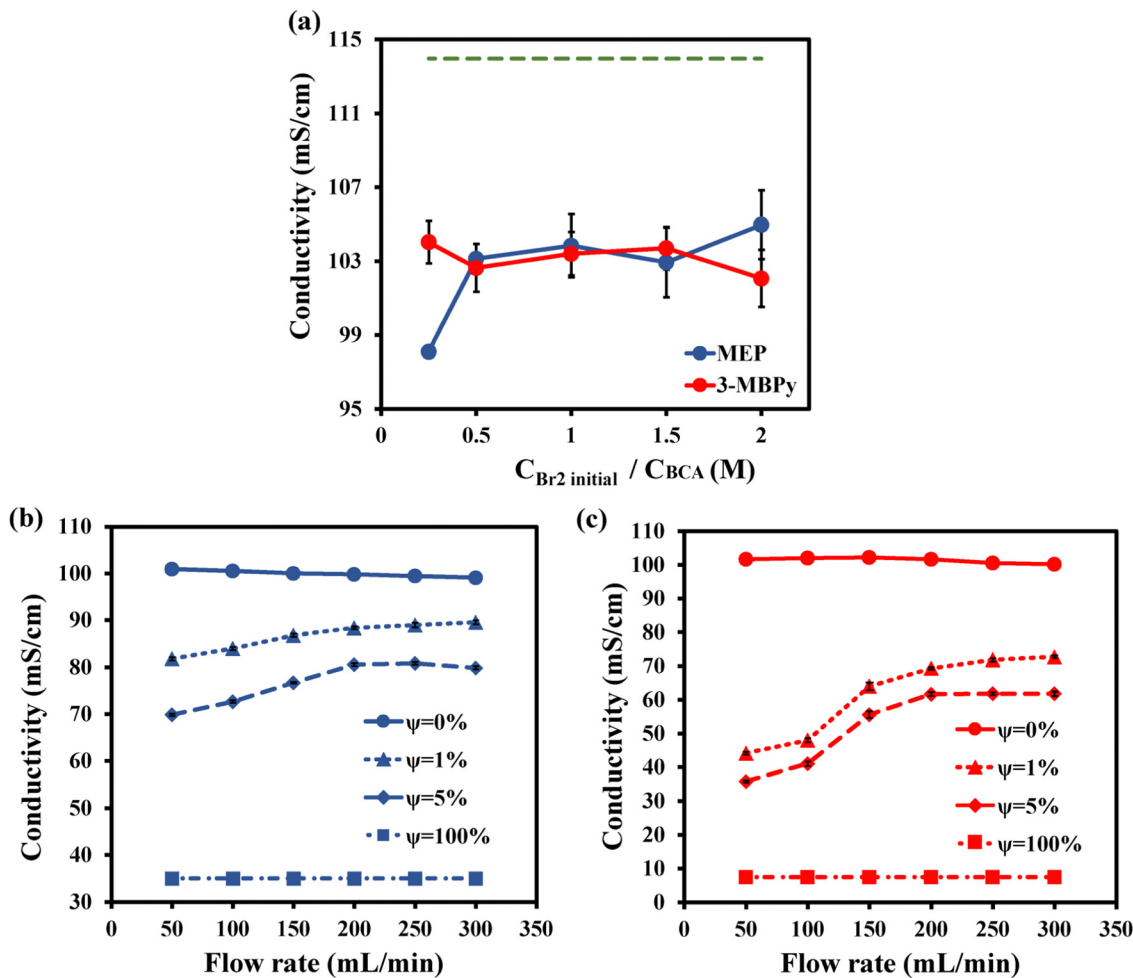 (a)
115
111
107
103
99
95
Conductivity (mS/cm)
MEP
3-MBPy
0 0.5 1 1.5 2
C_Br2 initial / C_BCA (M)
(b)
110
100
90
80
70
60
50
40
30
Conductivity (mS/cm)
ψ=0%
ψ=1%
ψ=5%
ψ=100%
0 50 100 150 200 250 300 350
Flow rate (mL/min)
(c)
110
100
90
80
70
60
50
40
30
20
10
0
Conductivity (mS/cm)
ψ=0%
ψ=1%
ψ=5%
ψ=100%
0 50 100 150 200 250 300 350
Flow rate (mL/min)